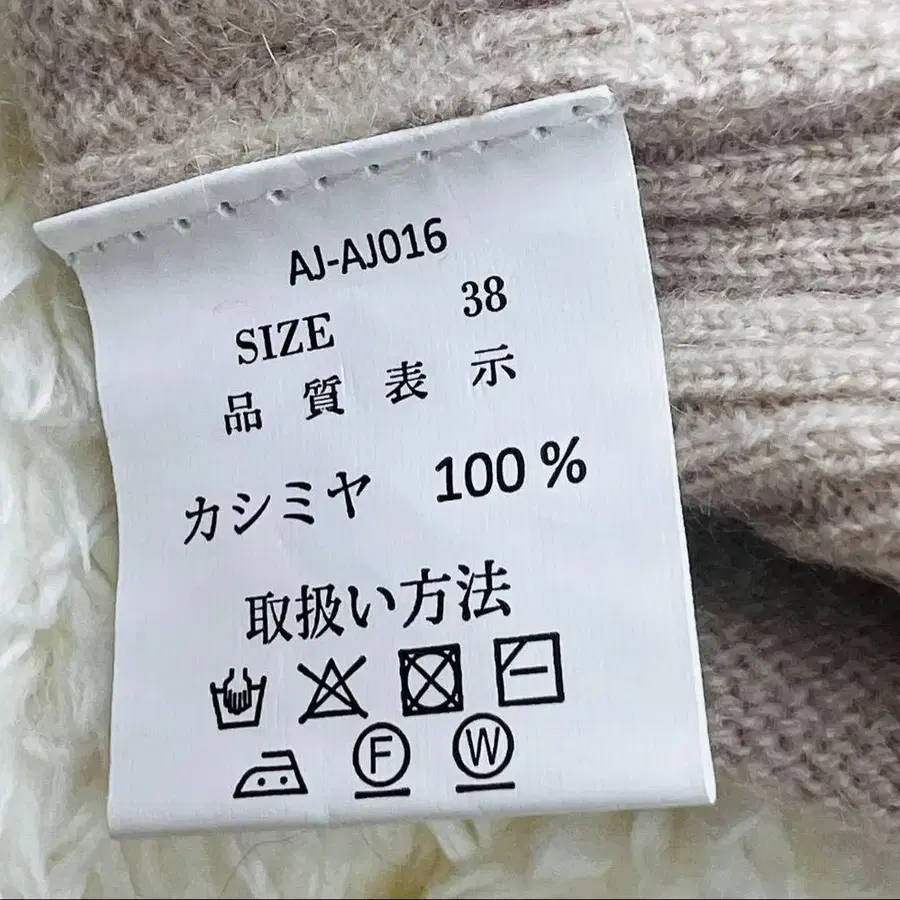 AJ-AJ016
SIZE 38
品質表示
カシミヤ 100 %
取扱い方法
F W